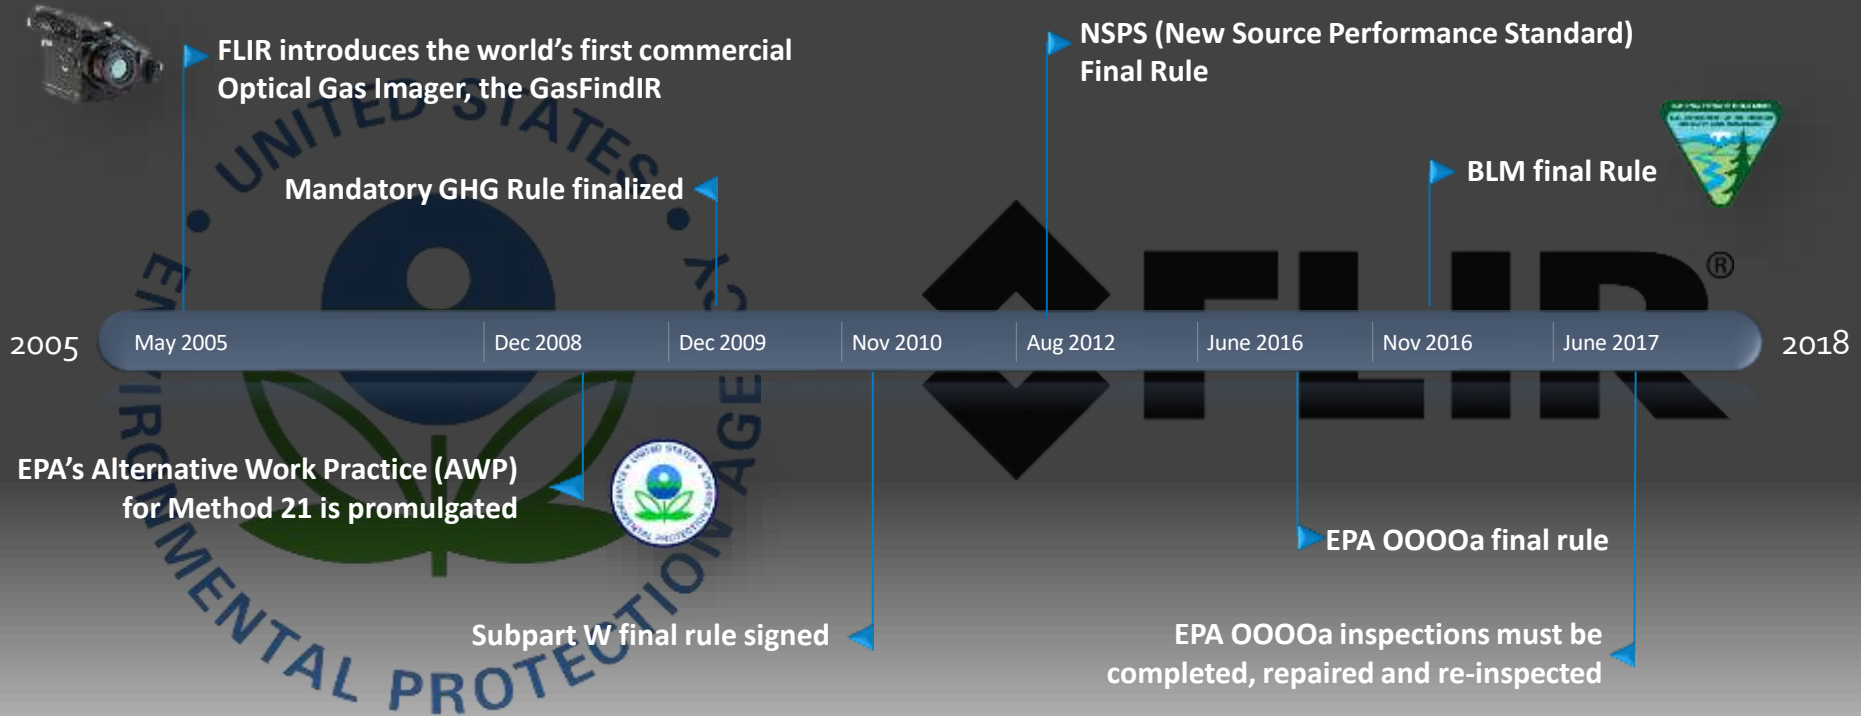 FLIR introduces the world's first commercial
Optical Gas Imager, the GasFindIR
NSPS (New Source Performance Standard)
Final Rule
Mandatory GHG Rule finalized
BLM final Rule
UNITED STATES
ENVIRONMENTAL PROTECTION AGENCY
FLIR®
2005
May 2005
Dec 2008
Dec 2009
Nov 2010
Aug 2012
June 2016
Nov 2016
June 2017
2018
EPA's Alternative Work Practice (AWP)
for Method 21 is promulgated
EPA OOOOa final rule
Subpart W final rule signed
EPA OOOOa inspections must be
completed, repaired and re-inspected